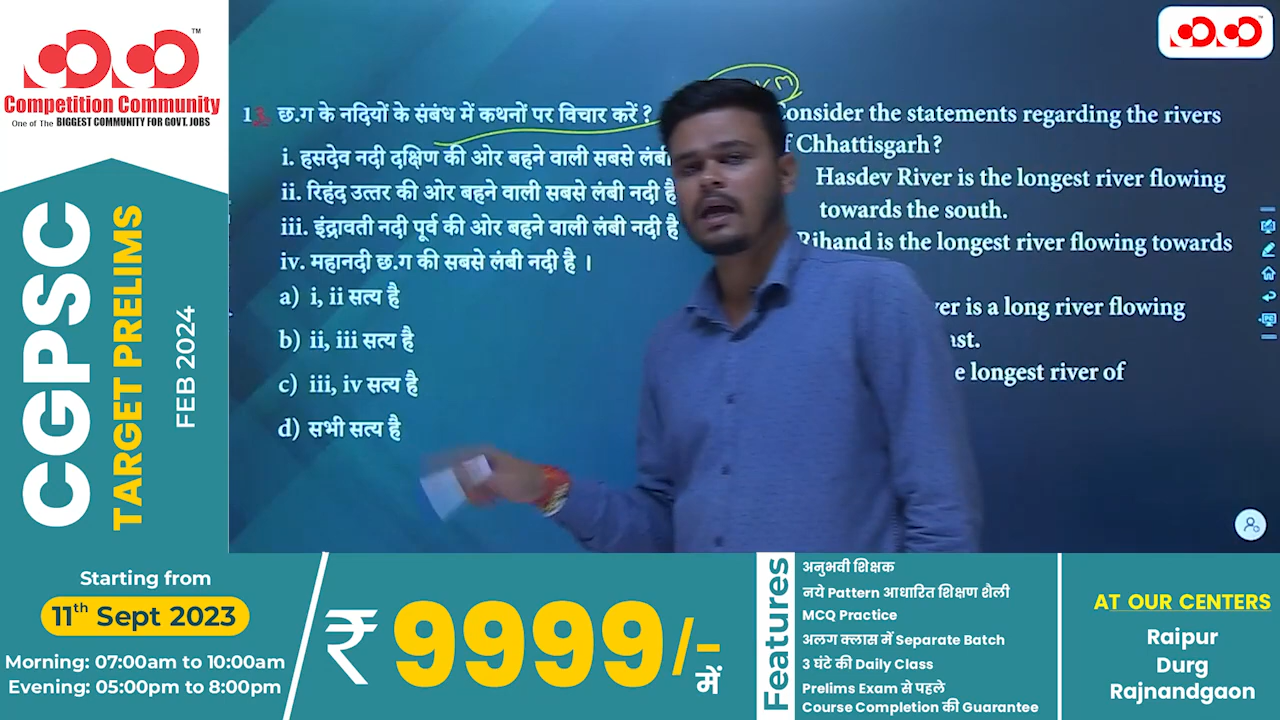 TM
Competition Community
One of The BIGGEST COMMUNITY FOR GOVT. JOBS
CGPSC
TARGET PRELIMS
FEB 2024
छ.ग के नदियों के संबंध में कथनों पर विचार करें ?
i. हसदेव नदी दक्षिण की ओर बहने वाली सबसे
ii. रिहंद उत्तर की ओर बहने वाली सबसे लंबी नदी है
iii. इंद्रावती नदी पूर्व की ओर बहने वाली लंबी नदी है
iv. महानदी छ.ग की सबसे लंबी नदी है ।
a) i, ii सत्य है
b) ii, iii सत्य है
c) iii, iv सत्य है
d) सभी सत्य है
the statements regarding the rivers
Chhattisgarh?
Hasdev River is the longest river flowing
towards the south.
Rihand is the longest river flowing towards
is a long river flowing
longest river of
Starting from
11th Sept 2023
Morning: 07:00am to 10:00am
Evening: 05:00pm to 8:00pm
₹ 9999/- में
Features
अनुभवी शिक्षक
नये Pattern आधारित शिक्षण शैली
MCQ Practice
अलग क्लास में Separate Batch
3 घंटे की Daily Class
Prelims Exam से पहले
Course Completion की Guarantee
AT OUR CENTERS
Raipur
Durg
Rajnandgaon